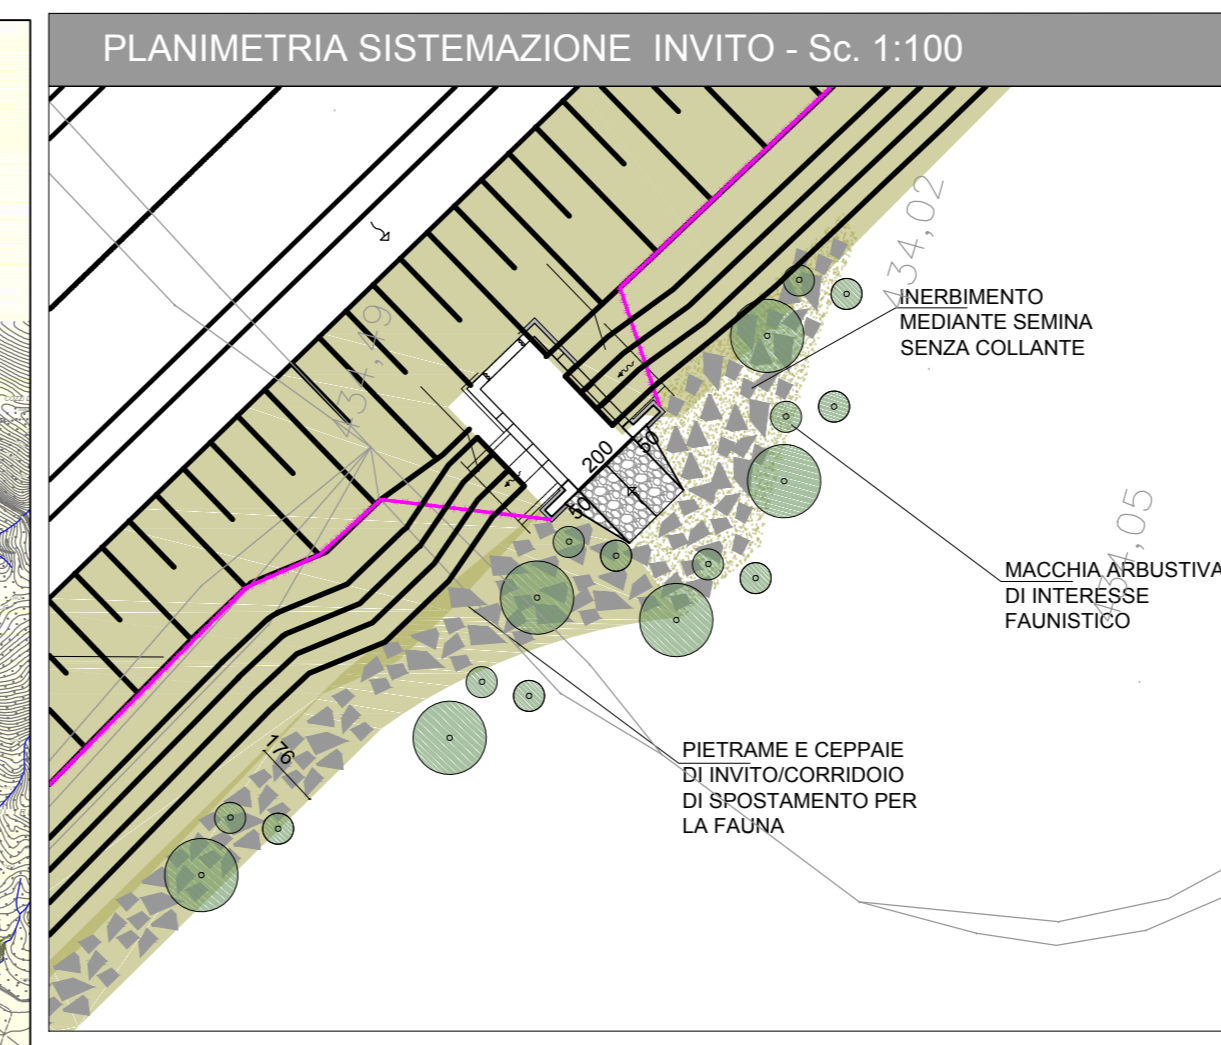 PLANIMETRIA SISTEMAZIONE INVITO - Sc. 1:100
434,02
INERBIMENTO
MEDIANTE SEMINA
SENZA COLLANTE
434,49
200
50
50
434,05
MACCHIA ARBUSTIVA
DI INTERESSE
FAUNISTICO
176
PIETRAME E CEPPAIE
DI INVITO/CORRIDOIO
DI SPOSTAMENTO PER
LA FAUNA